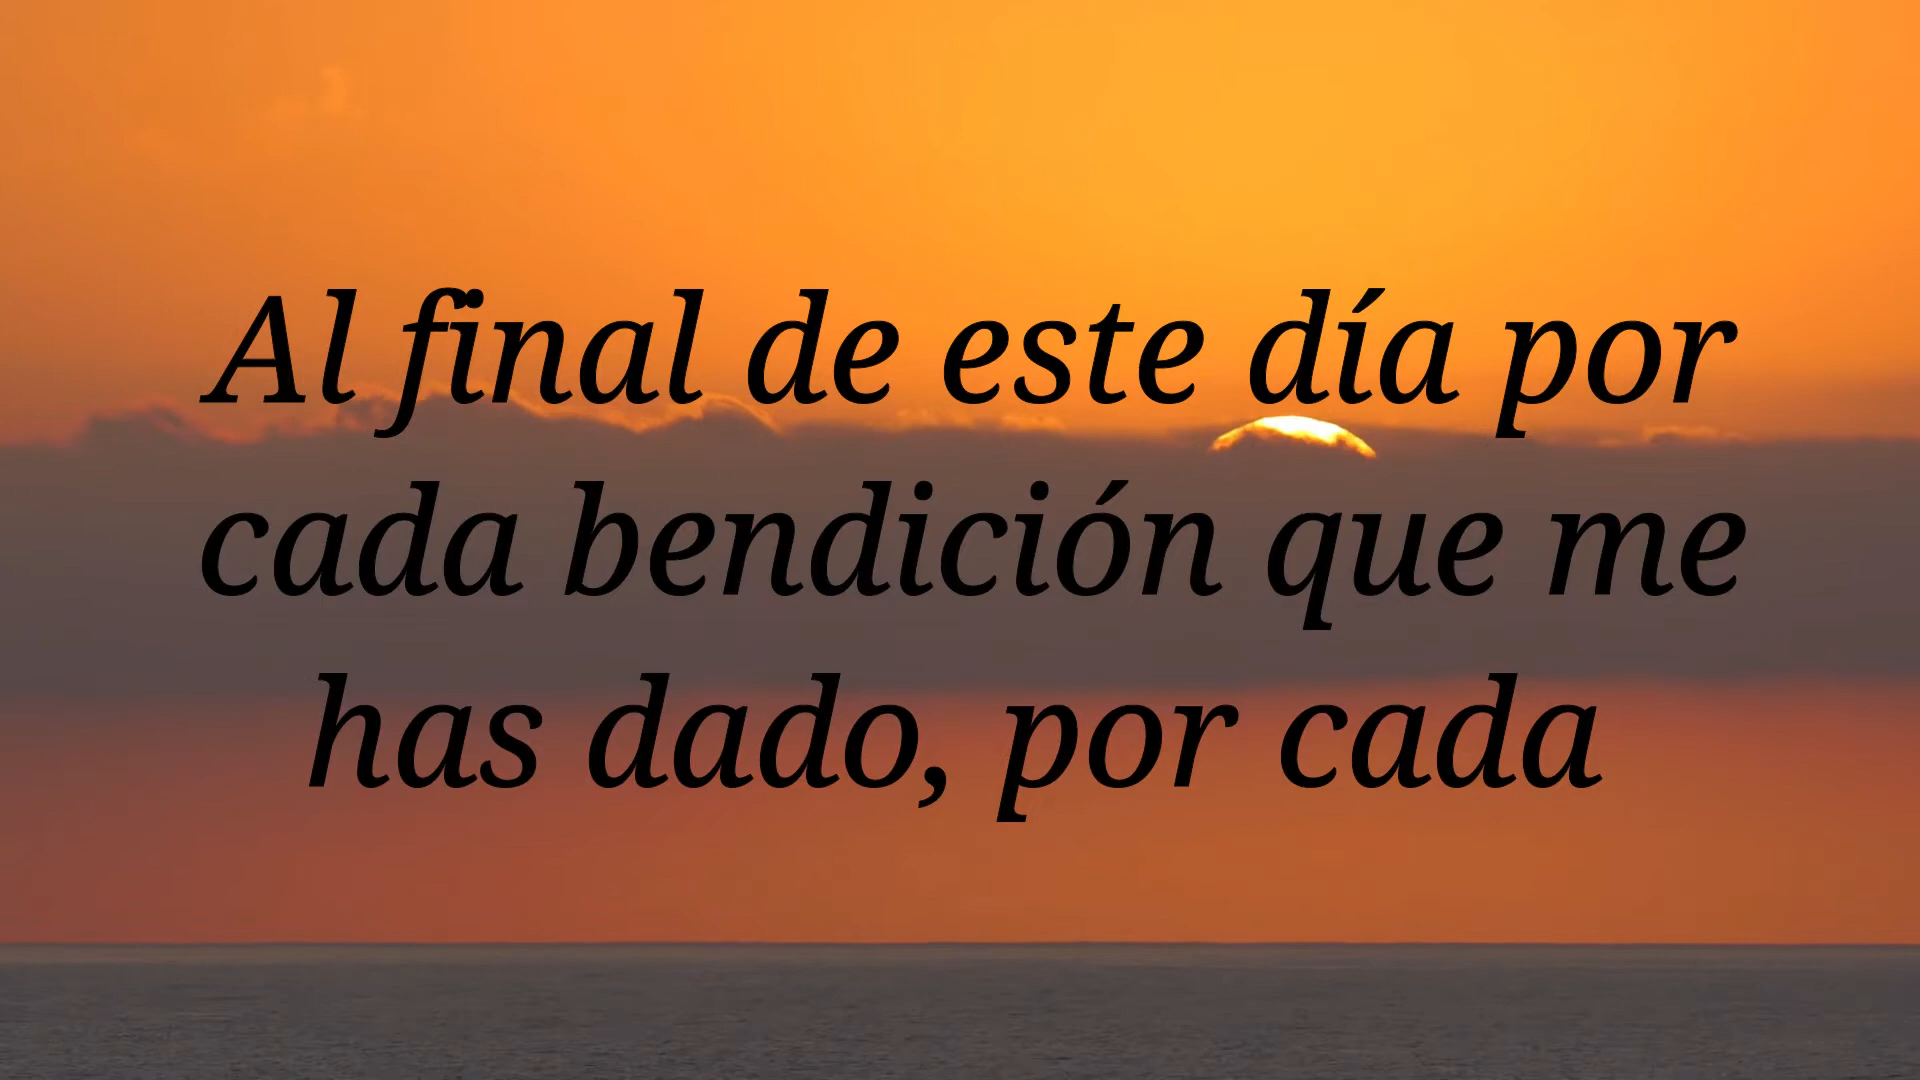 Al final de este día por
cada bendición que me
has dado, por cada